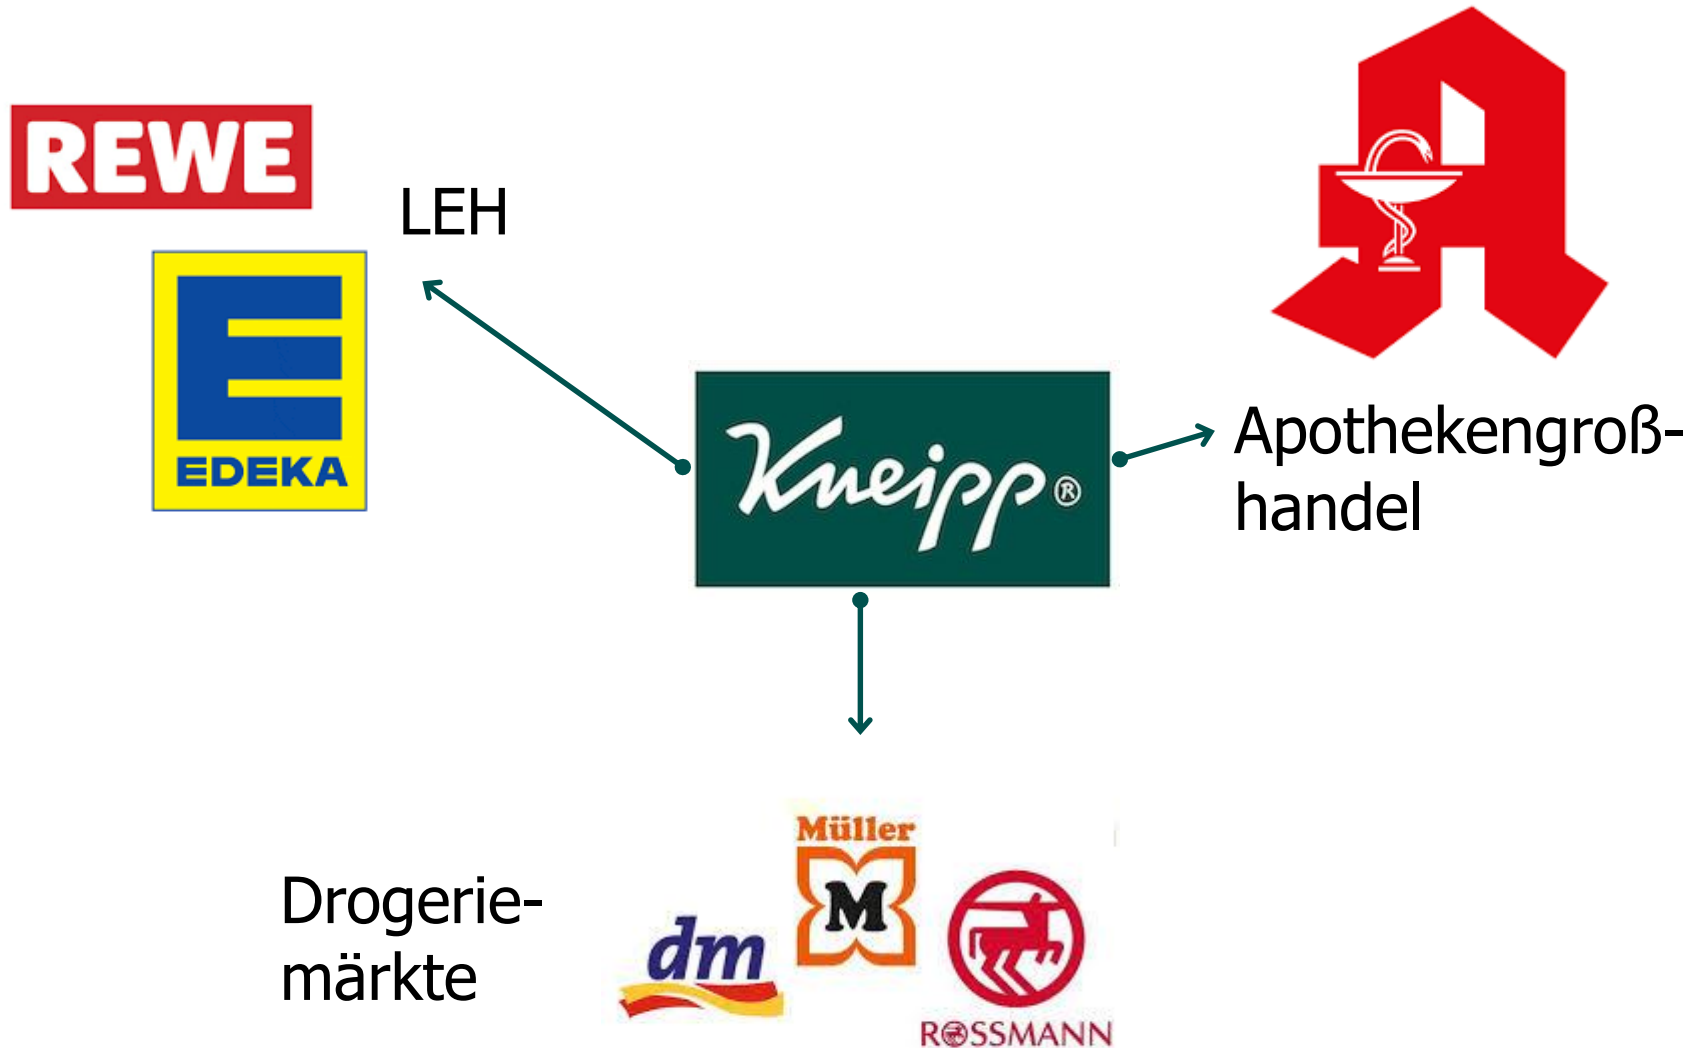 REWE
LEH
EDEKA
Kneipp®
Apothekengroß-
handel
Drogerie-
märkte
dm
Müller
M
ROSSMANN